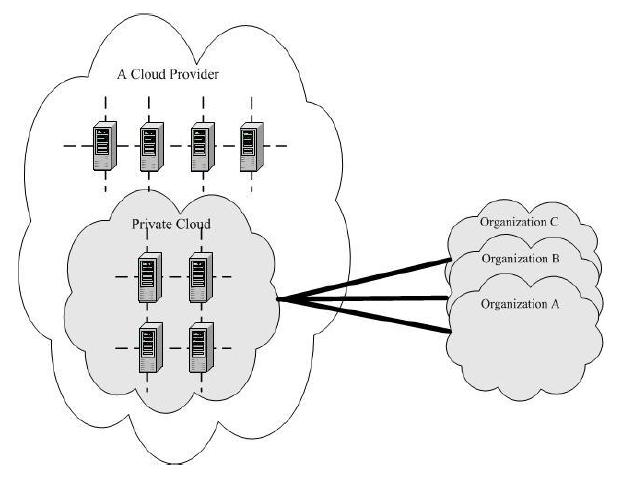 A Cloud Provider
Private Cloud
Organization C
Organization B
Organization A